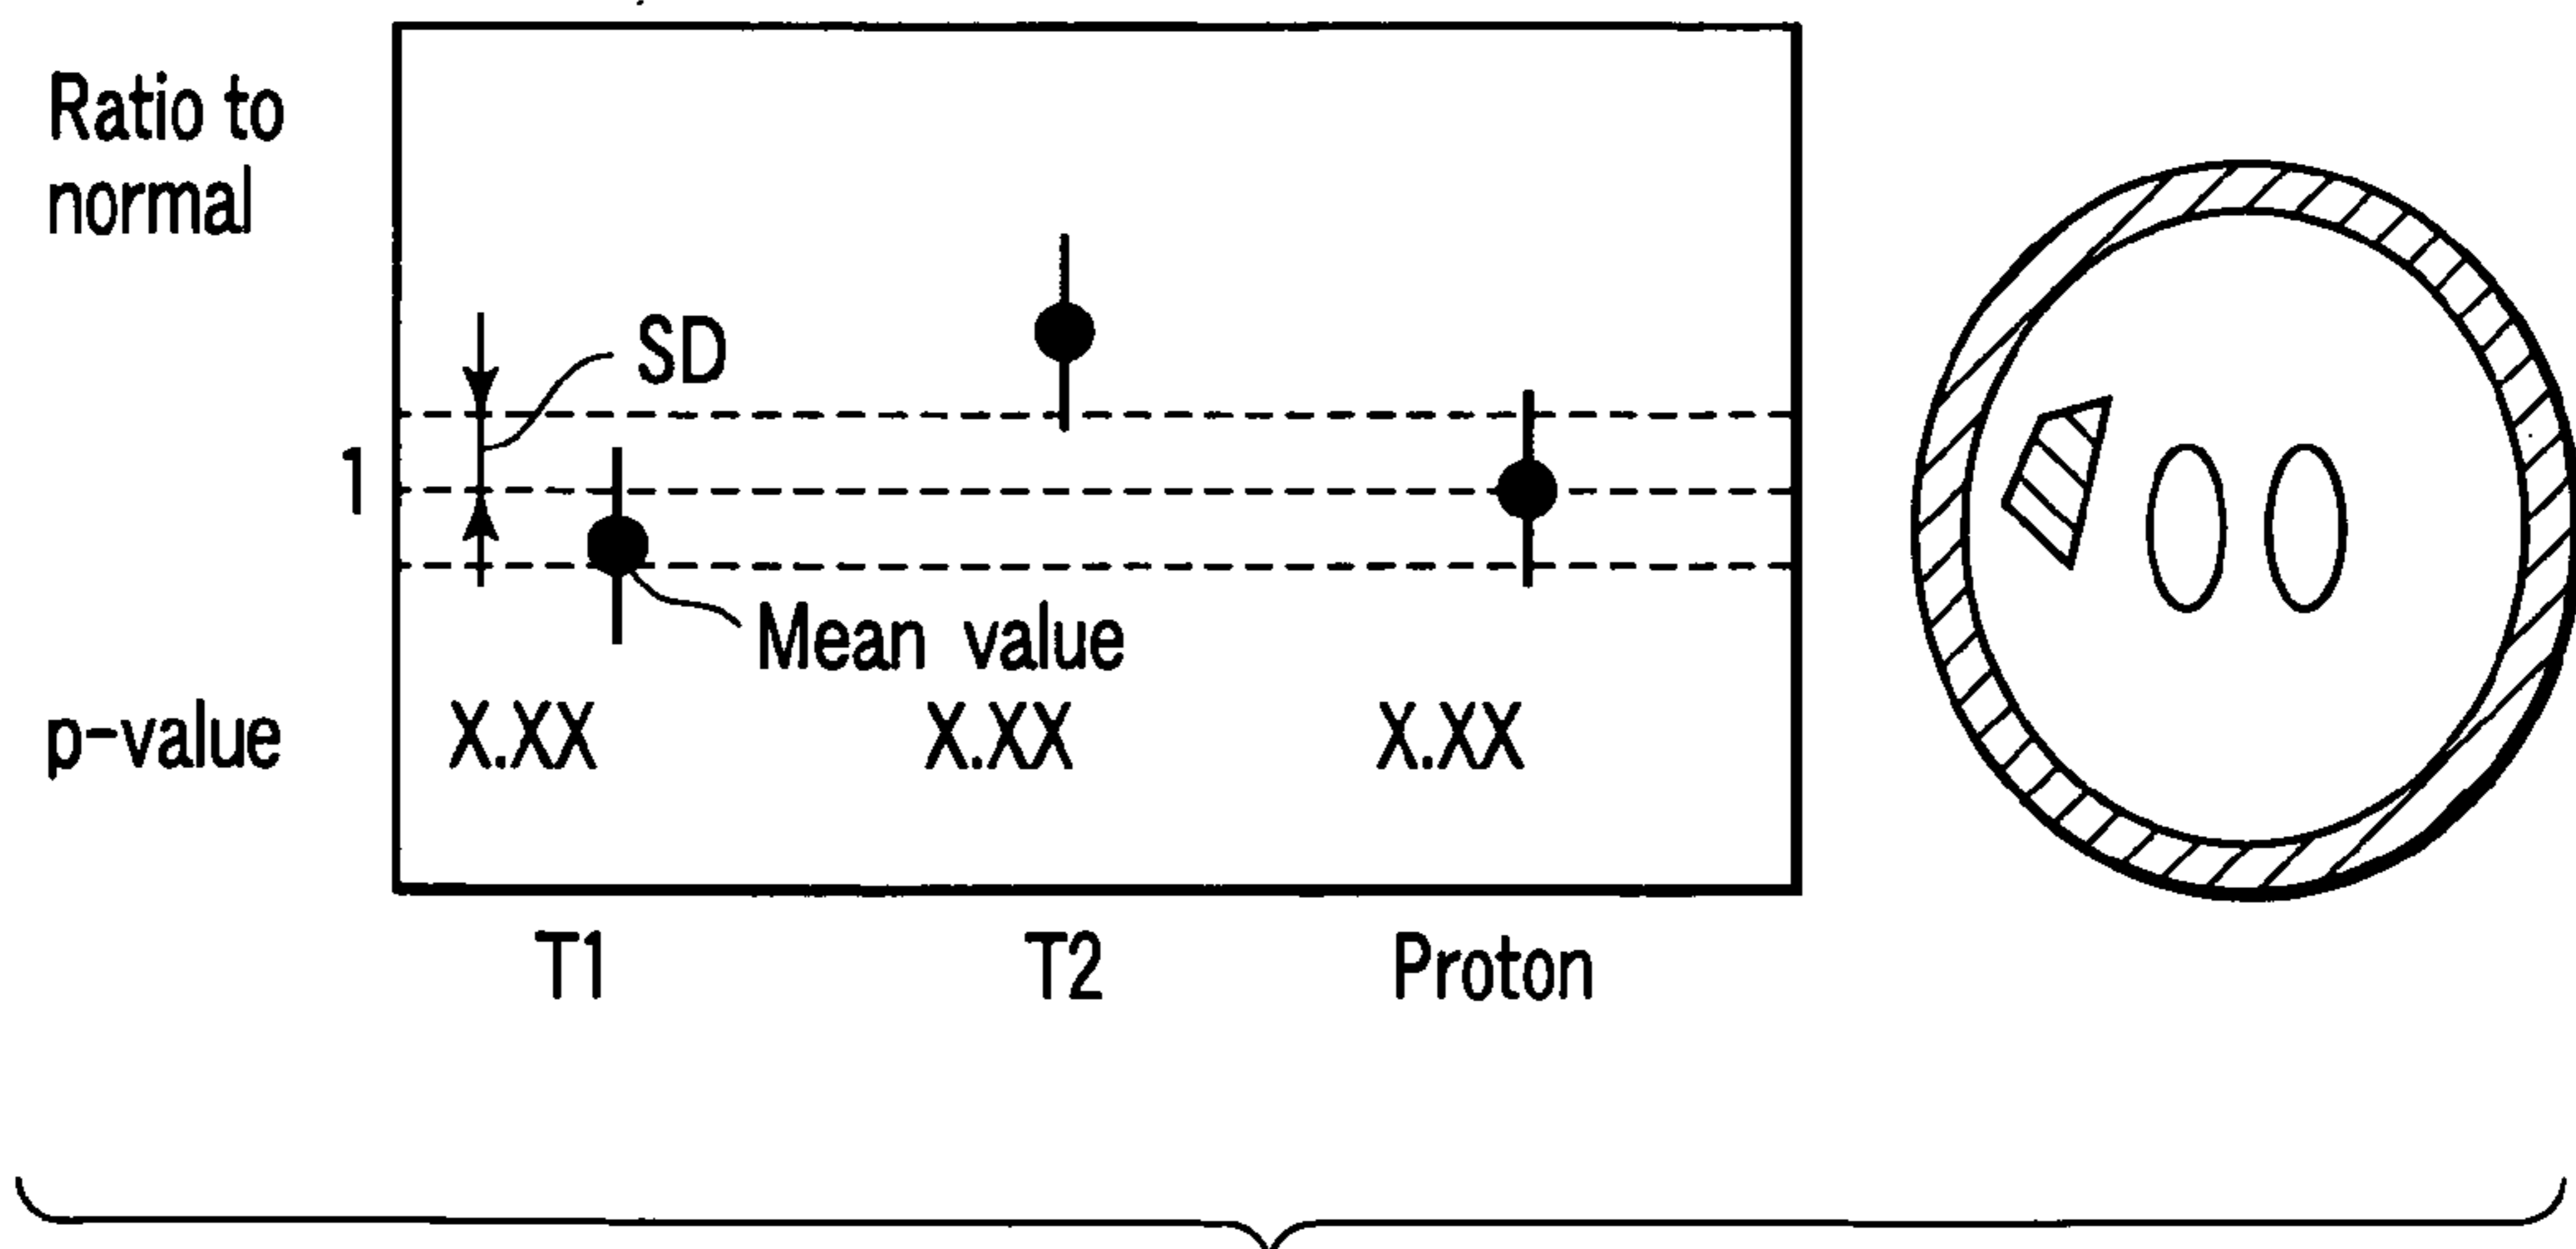 Ratio to
normal
SD
1
Mean value
p-value X.XX X.XX X.XX
T1 T2 Proton